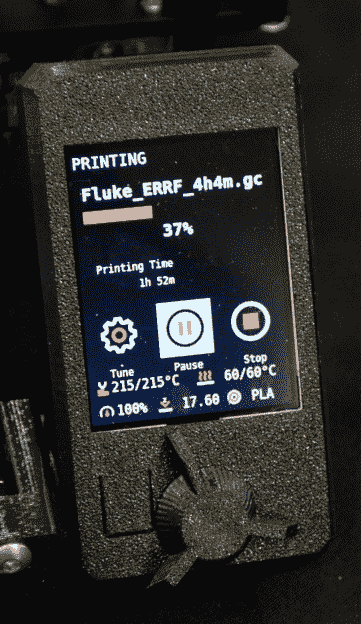 PRINTING
Fluke_ERRF_4h4m.gc
37%
Printing Time
1h 52m
Tune Pause Stop
215/215°C 60/60°C
100% 17.60 PLA